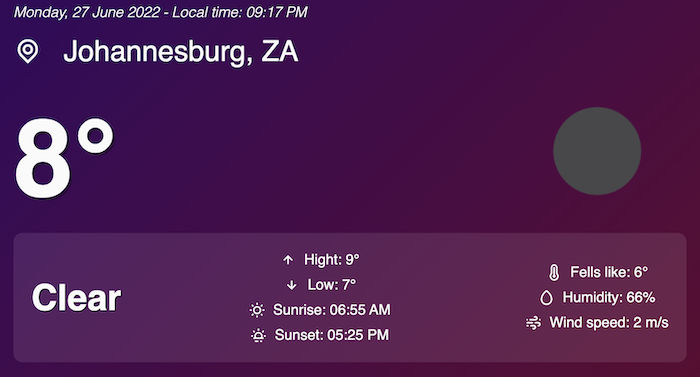 Monday, 27 June 2022 - Local time: 09:17 PM
Johannesburg, ZA
8°
Clear
Hight: 9°
Low: 7°
Sunrise: 06:55 AM
Sunset: 05:25 PM
Fells like: 6°
Humidity: 66%
Wind speed: 2 m/s